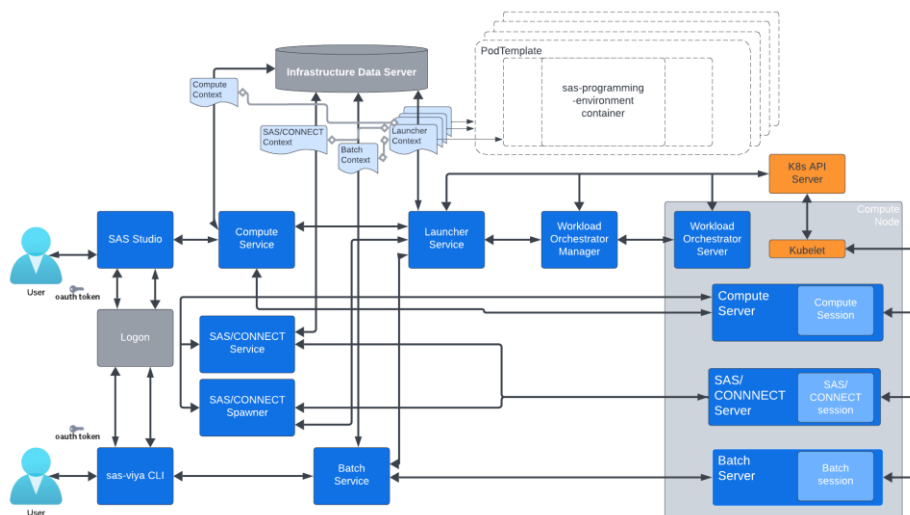 PodTemplate
Infrastructure Data Server
Compute
Context
sas-programming
-environment
container
SAS/CONNECT
Context
Launcher
Context
Batch
Context
K8s API
Server
Compute
Node
SAS Studio
Compute
Service
Launcher
Service
Workload
Orchestrator
Manager
Workload
Orchestrator
Server
Kubelet
User
oauth token
Compute
Server
Compute
Session
Logon
SAS/CONNECT
Service
SAS/CONNECT
Spawner
SAS/
CONNNECT
Server
SAS/
CONNECT
session
oauth token
sas-viya CLI
Batch
Service
Batch
Server
Batch
session
User